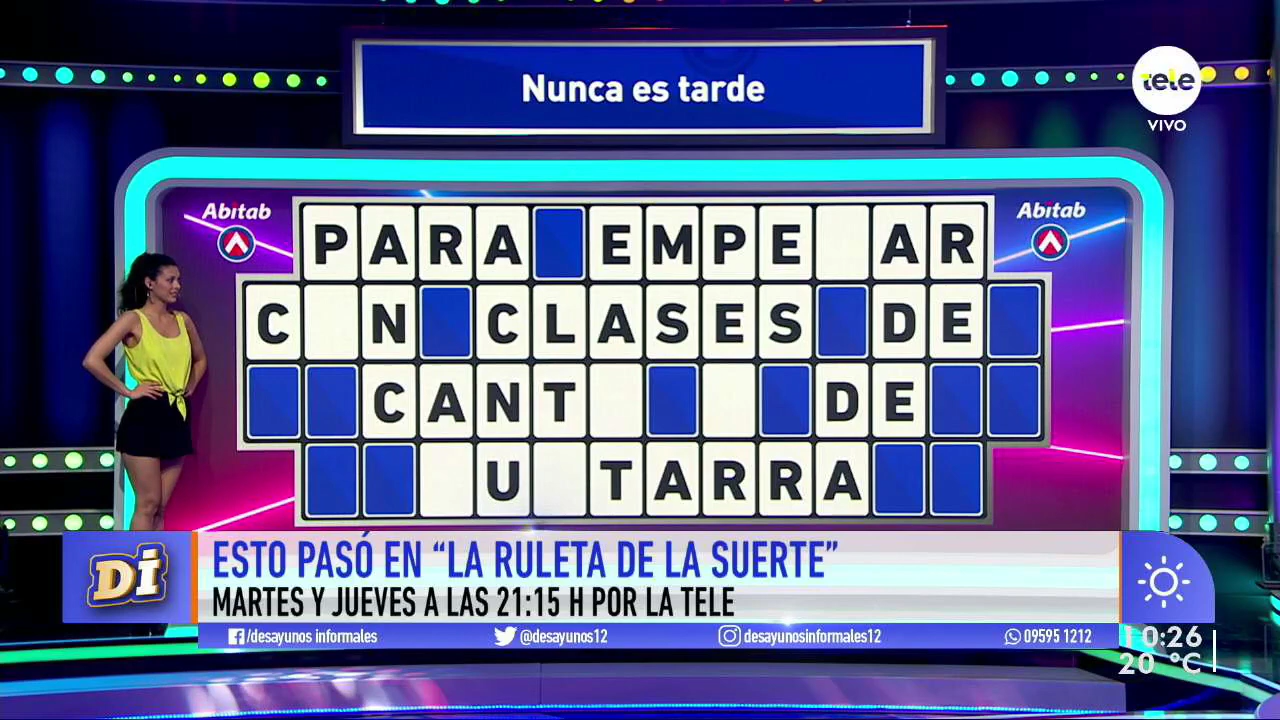 Nunca es tarde
tele
VIVO
Abitab
Abitab
PARA EMPE AR
C N CLASES DE
CANT DE
U TARRA
Di
ESTO PASÓ EN “LA RULETA DE LA SUERTE”
MARTES Y JUEVES A LAS 21:15 H POR LA TELE
/desayunos informales
@desayunos12
desayunosinformales12
09595 1212
10:26
20 °C